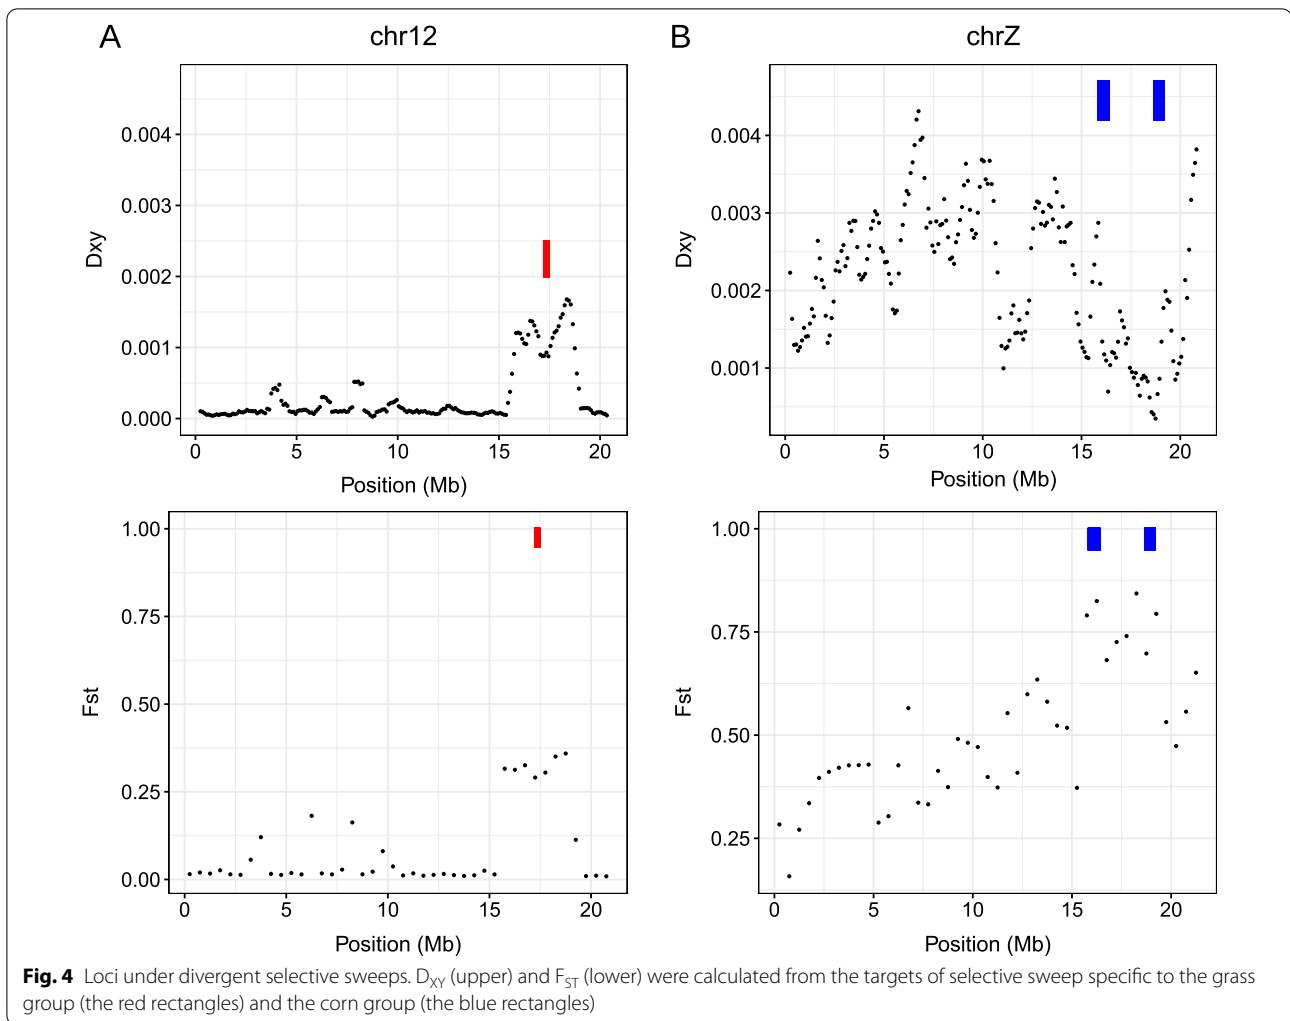 A
chr12
B
chrZ
0.004
0.003
0.002
0.001
0.000
Dxy
0
5
10
15
20
Position (Mb)
0.004
0.003
0.002
0.001
Dxy
0
5
10
15
20
Position (Mb)
1.00
0.75
0.50
0.25
0.00
Fst
0
5
10
15
20
Position (Mb)
1.00
0.75
0.50
0.25
Fst
0
5
10
15
20
Position (Mb)
Fig. 4 Loci under divergent selective sweeps. DXY (upper) and FST (lower) were calculated from the targets of selective sweep specific to the grass
group (the red rectangles) and the corn group (the blue rectangles)